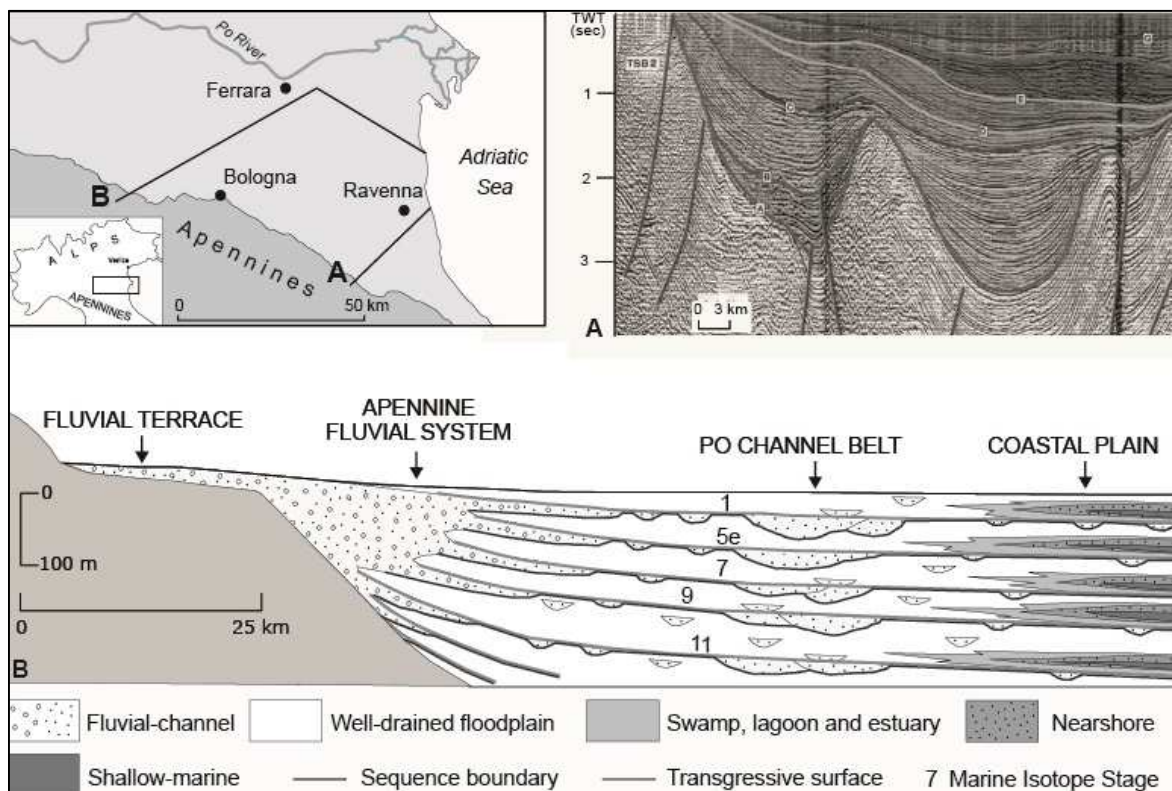 Po River
Ferrara
Adriatic
Sea
B
Bologna
Ravenna
Apennines
A
0 50 km
ALPS
Venice
APENNINES
TWT
(sec)
TSB 2
1
2
3
0 3 km
A
FLUVIAL TERRACE
APENNINE
FLUVIAL SYSTEM
PO CHANNEL BELT
COASTAL PLAIN
0
100 m
0 25 km
B
1
5e
7
9
11
Fluvial-channel
Well-drained floodplain
Swamp, lagoon and estuary
Nearshore
Shallow-marine
Sequence boundary
Transgressive surface
7 Marine Isotope Stage